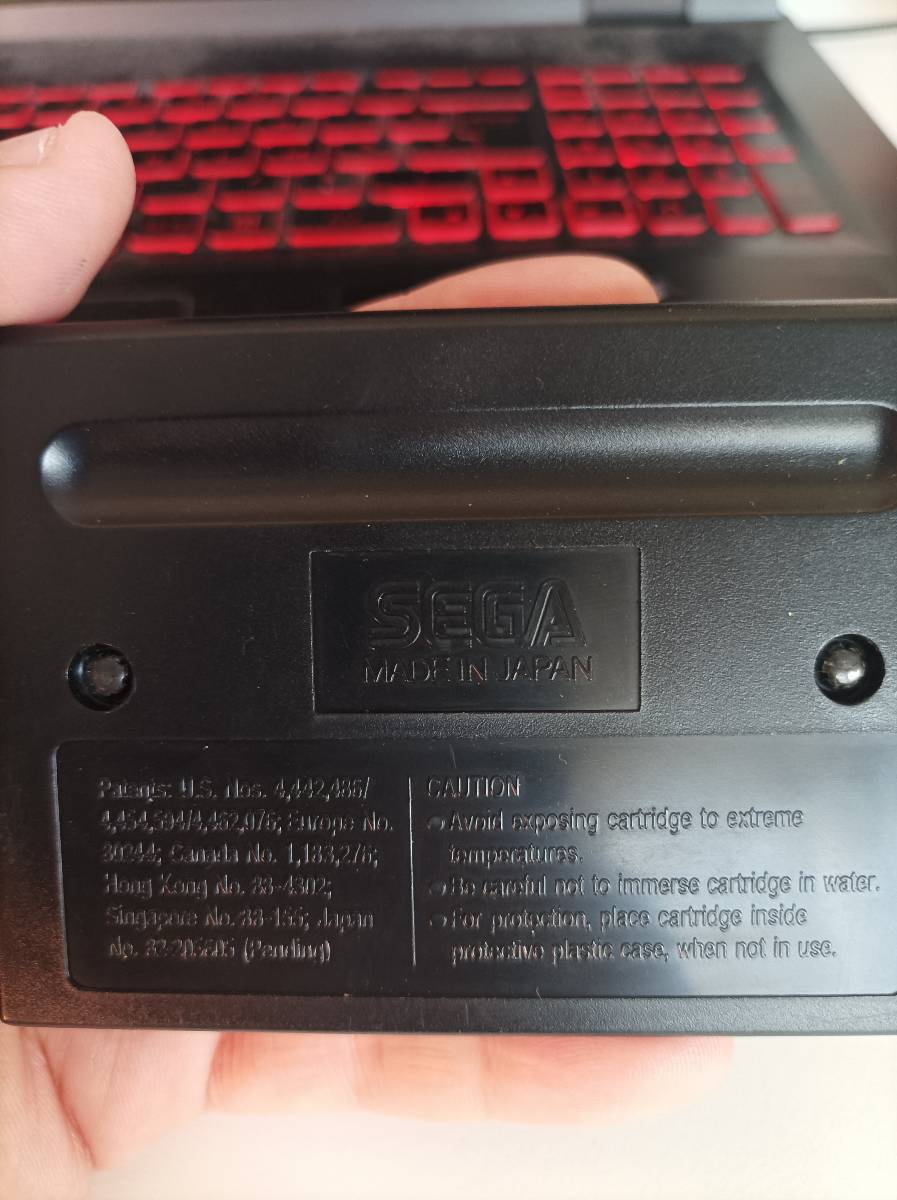 SEGA
MADE IN JAPAN
Patents: U.S. Nos. 4,442,486/
4,454,594/4,462,076; Europe No.
80244; Canada No. 1,183,276;
Hong Kong No. 88-4302;
Singapore No. 88-155; Japan
No. 82-205605 (Pending)
CAUTION
Avoid exposing cartridge to extreme
temperatures.
Be careful not to immerse cartridge in water.
For protection, place cartridge inside
protective plastic case, when not in use.